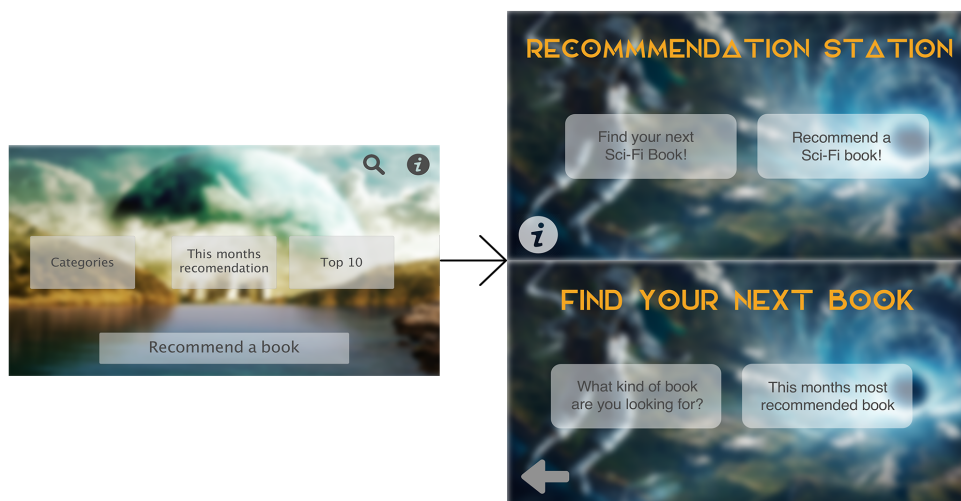 Categories
This months
recomendation
Top 10
Recommend a book
RECOMMMENDATION STATION
Find your next
Sci-Fi Book!
Recommend a
Sci-Fi book!
FIND YOUR NEXT BOOK
What kind of book
are you looking for?
This months most
recommended book